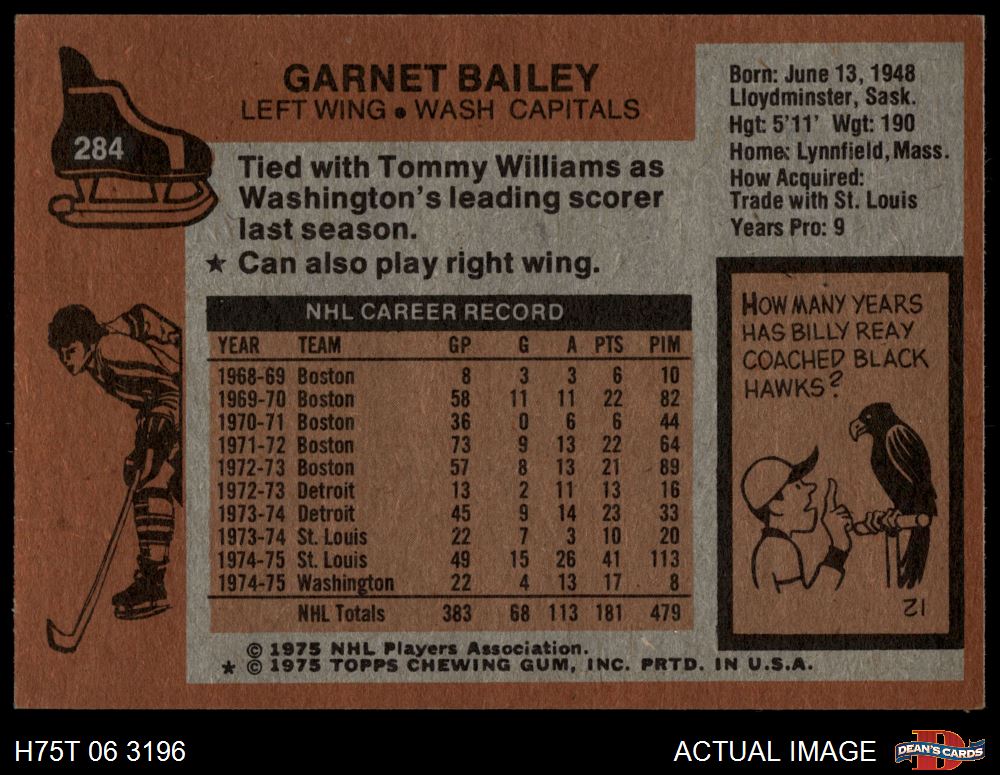 284
GARNET BAILEY
LEFT WING • WASH CAPITALS
Tied with Tommy Williams as
Washington's leading scorer
last season.
★ Can also play right wing.
Born: June 13, 1948
Lloydminster, Sask.
Hgt: 5'11' Wgt: 190
Home: Lynnfield, Mass.
How Acquired:
Trade with St. Louis
Years Pro: 9
NHL CAREER RECORD
YEAR TEAM GP G A PTS PIM
1968-69 Boston 8 3 3 6 10
1969-70 Boston 58 11 11 22 82
1970-71 Boston 36 0 6 6 44
1971-72 Boston 73 9 13 22 64
1972-73 Boston 57 8 13 21 89
1972-73 Detroit 13 2 11 13 16
1973-74 Detroit 45 9 14 23 33
1973-74 St. Louis 22 7 3 10 20
1974-75 St. Louis 49 15 26 41 113
1974-75 Washington 22 4 13 17 8
NHL Totals 383 68 113 181 479
HOW MANY YEARS
HAS BILLY REAY
COACHED BLACK
HAWKS?
21
© 1975 NHL Players Association.
★ © 1975 TOPPS CHEWING GUM, INC. PRTD. IN U.S.A.
H75T 06 3196
ACTUAL IMAGE
D
DEAN'S CARDS